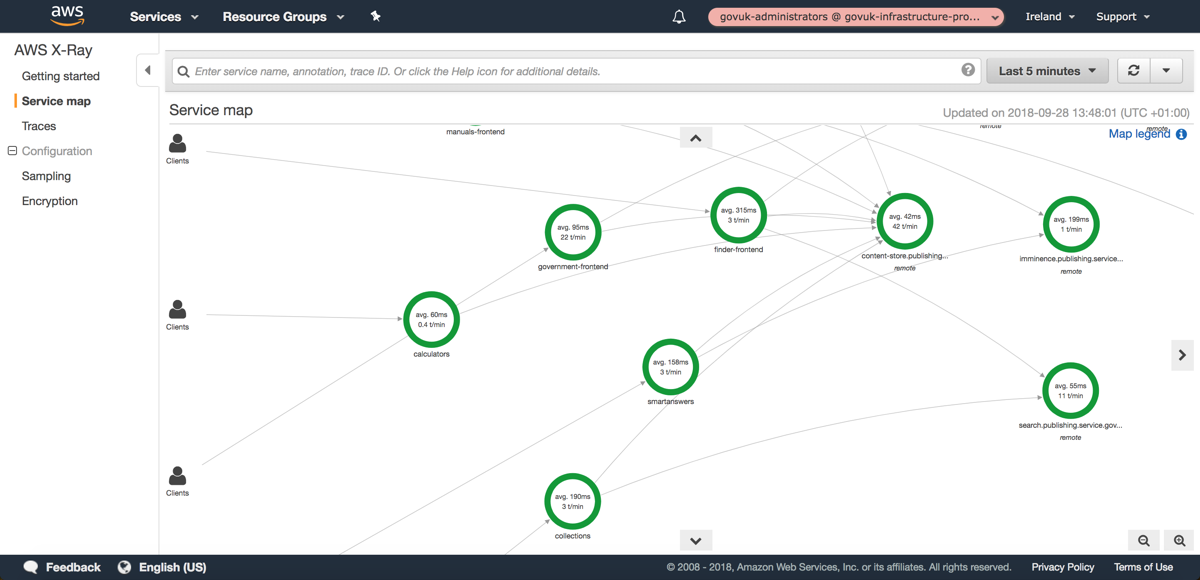 aws
Services
Resource Groups
govuk-administrators @ govuk-infrastructure-pro...
Ireland
Support
AWS X-Ray
Getting started
Service map
Traces
Configuration
Sampling
Encryption
Enter service name, annotation, trace ID. Or click the Help icon for additional details.
?
Last 5 minutes
Service map
Updated on 2018-09-28 13:48:01 (UTC +01:00)
Map legend
manuals-frontend
remote
remote
Clients
avg. 315ms
3 t/min
finder-frontend
avg. 42ms
42 t/min
content-store.publishing...
remote
avg. 199ms
1 t/min
imminence.publishing.service...
remote
avg. 95ms
22 t/min
government-frontend
Clients
avg. 60ms
0.4 t/min
calculators
avg. 158ms
3 t/min
smartanswers
avg. 55ms
11 t/min
search.publishing.service.gov...
remote
Clients
avg. 190ms
3 t/min
collections
Feedback
English (US)
© 2008 - 2018, Amazon Web Services, Inc. or its affiliates. All rights reserved.
Privacy Policy
Terms of Use